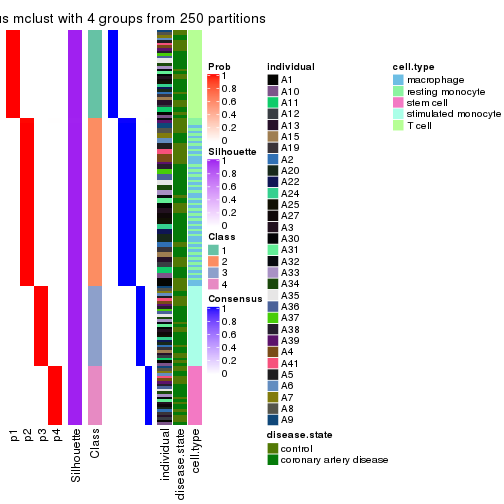 us mclust with 4 groups from 250 partitions
p1
p2
p3
p4
Silhouette
Class
individual
disease.state
cell.type
Prob
1
0.8
0.6
0.4
0.2
0
Silhouette
1
0.8
0.6
0.4
0.2
0
Class
1
2
3
4
Consensus
1
0.8
0.6
0.4
0.2
0
individual
A1
A10
A11
A12
A13
A15
A19
A2
A20
A22
A24
A25
A27
A3
A30
A31
A32
A33
A34
A35
A36
A37
A38
A39
A4
A41
A5
A6
A7
A8
A9
disease.state
control
coronary artery disease
cell.type
macrophage
resting monocyte
stem cell
stimulated monocyte
T cell